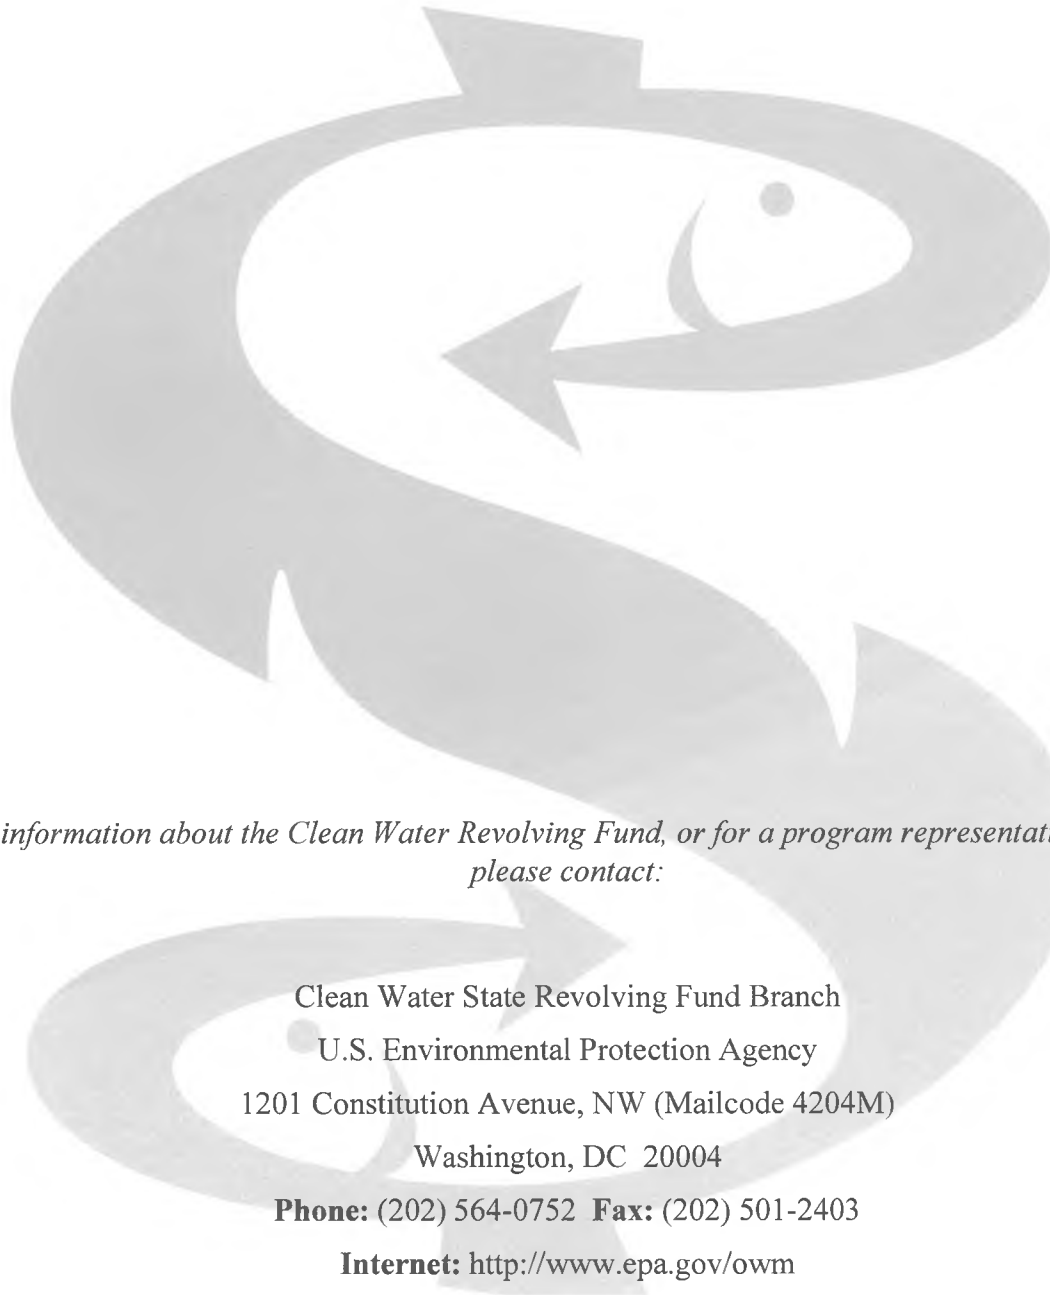 information about the Clean Water Revolving Fund, or for a program
please contact:
Clean Water State Revolving Fund Branch
U.S. Environmental Protection Agency
1201 Constitution Avenue, NW (Mailcode 4204M)
Washington, DC 20004
Phone: (202) 564-0752 Fax: (202) 501-2403
Internet: http://www.epa.gov/owm